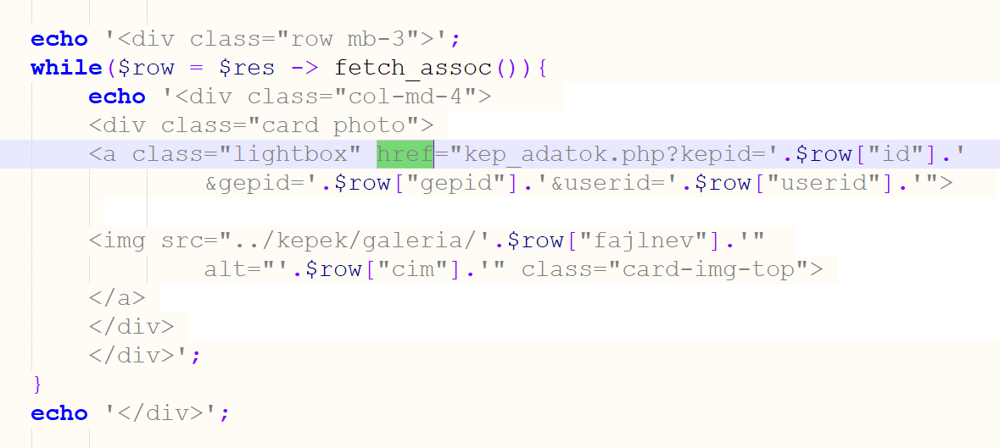 echo '<div class="row mb-3">';
while($row = $res -> fetch_assoc()){
echo '<div class="col-md-4">
<div class="card photo">
<a class="lightbox" href="kep_adatok.php?kepid='.$row["id"].'
&gepid='.$row["gepid"].'&userid='.$row["userid"].'">
<img src="../kepek/galeria/'.$row["fajlnev"].'"
alt="'.$row["cim"].'" class="card-img-top">
</a>
</div>
</div>';
}
echo '</div>';